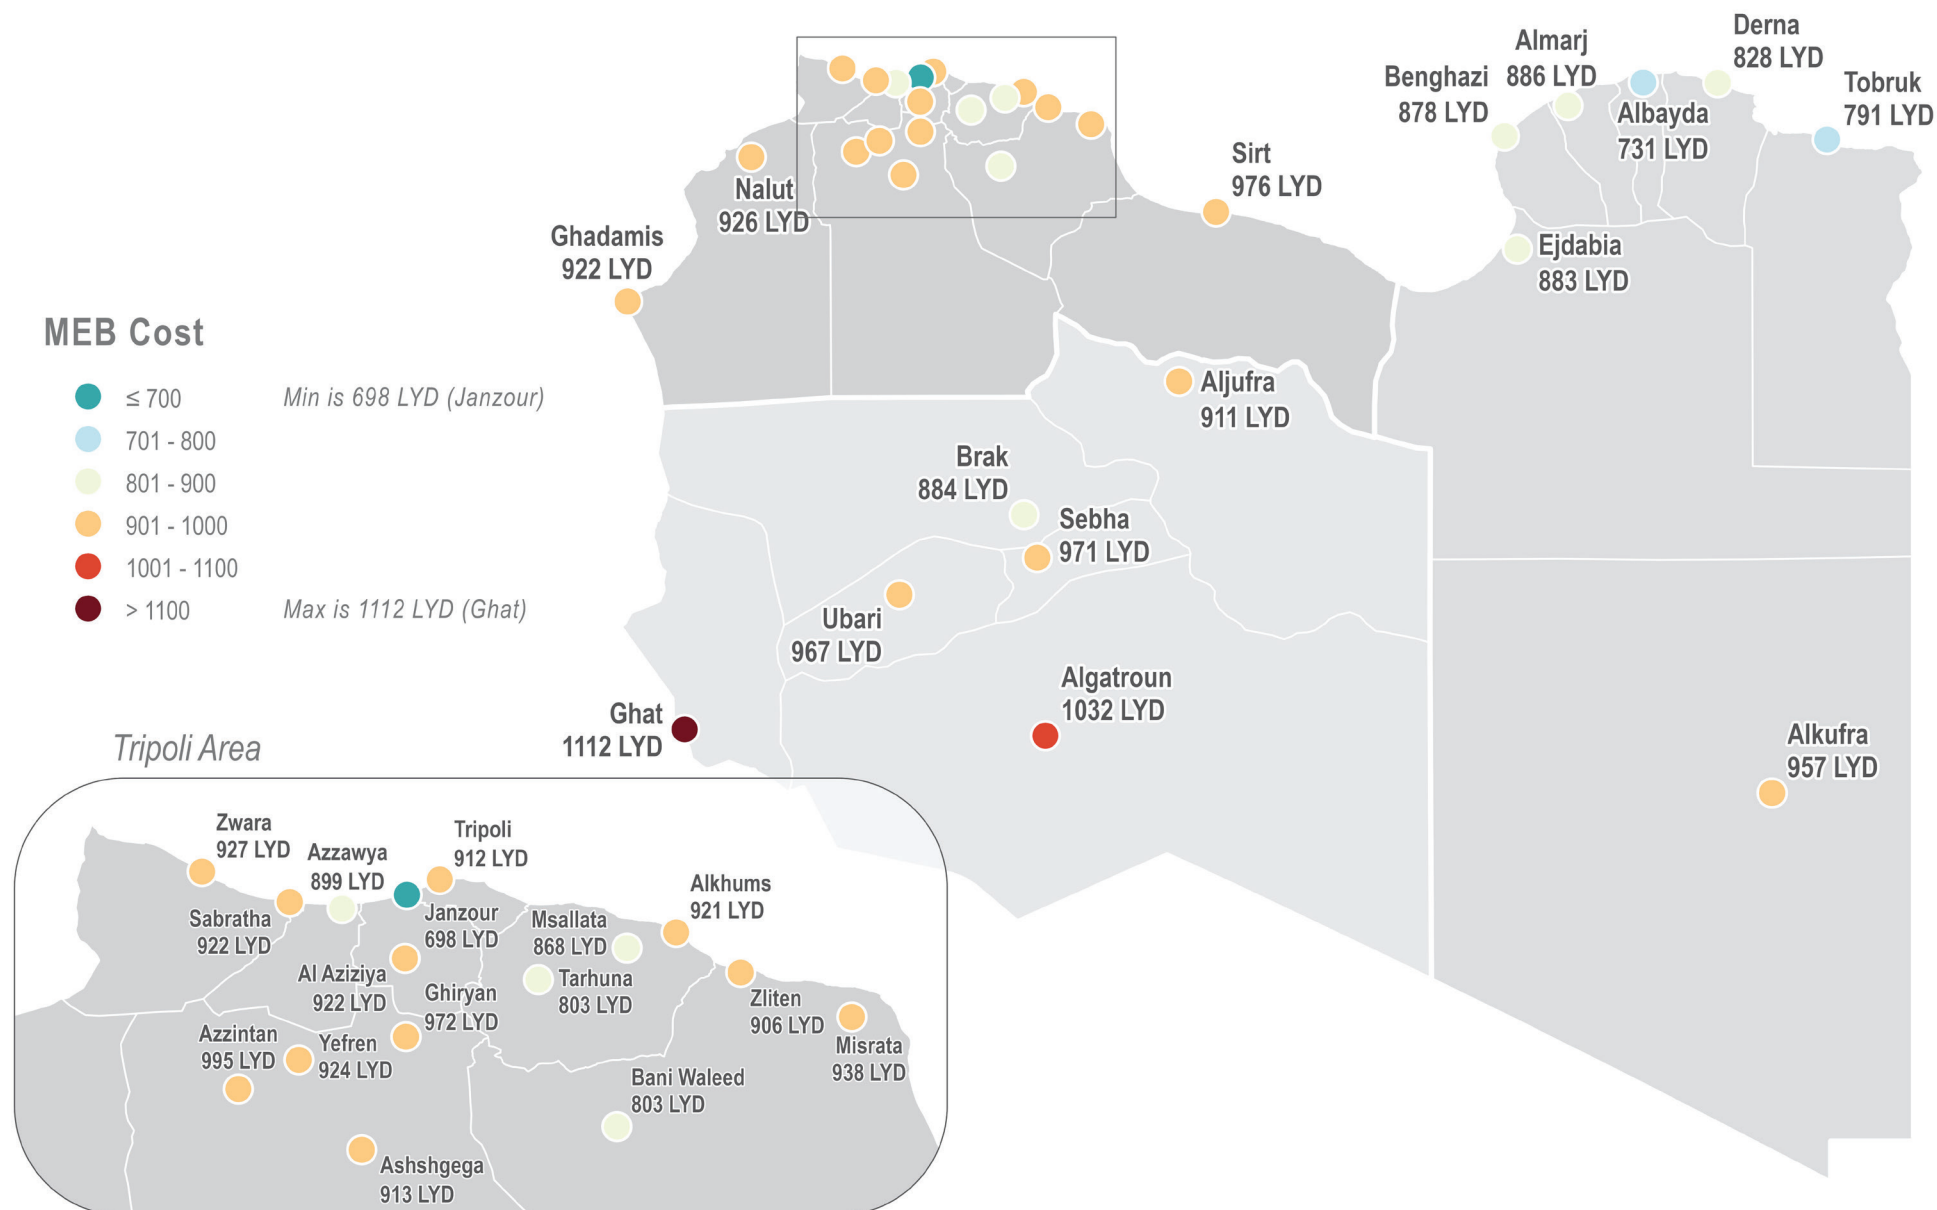 Derna
828 LYD
Almarj
886 LYD
Benghazi
878 LYD
Tobruk
791 LYD
Albayda
731 LYD
Sirt
976 LYD
Nalut
926 LYD
Ghadamis
922 LYD
Ejdabia
883 LYD
MEB Cost
≤ 700
Min is 698 LYD (Janzour)
701 - 800
801 - 900
901 - 1000
1001 - 1100
> 1100
Max is 1112 LYD (Ghat)
Aljufra
911 LYD
Brak
884 LYD
Sebha
971 LYD
Ubari
967 LYD
Algatroun
1032 LYD
Ghat
1112 LYD
Alkufra
957 LYD
Tripoli Area
Zwara
927 LYD
Azzawya
899 LYD
Tripoli
912 LYD
Alkhums
921 LYD
Sabratha
922 LYD
Janzour
698 LYD
Msallata
868 LYD
Al Aziziya
922 LYD
Tarhuna
803 LYD
Ghiryan
972 LYD
Zliten
906 LYD
Azzintan
995 LYD
Yefren
924 LYD
Misrata
938 LYD
Bani Waleed
803 LYD
Ashshgega
913 LYD